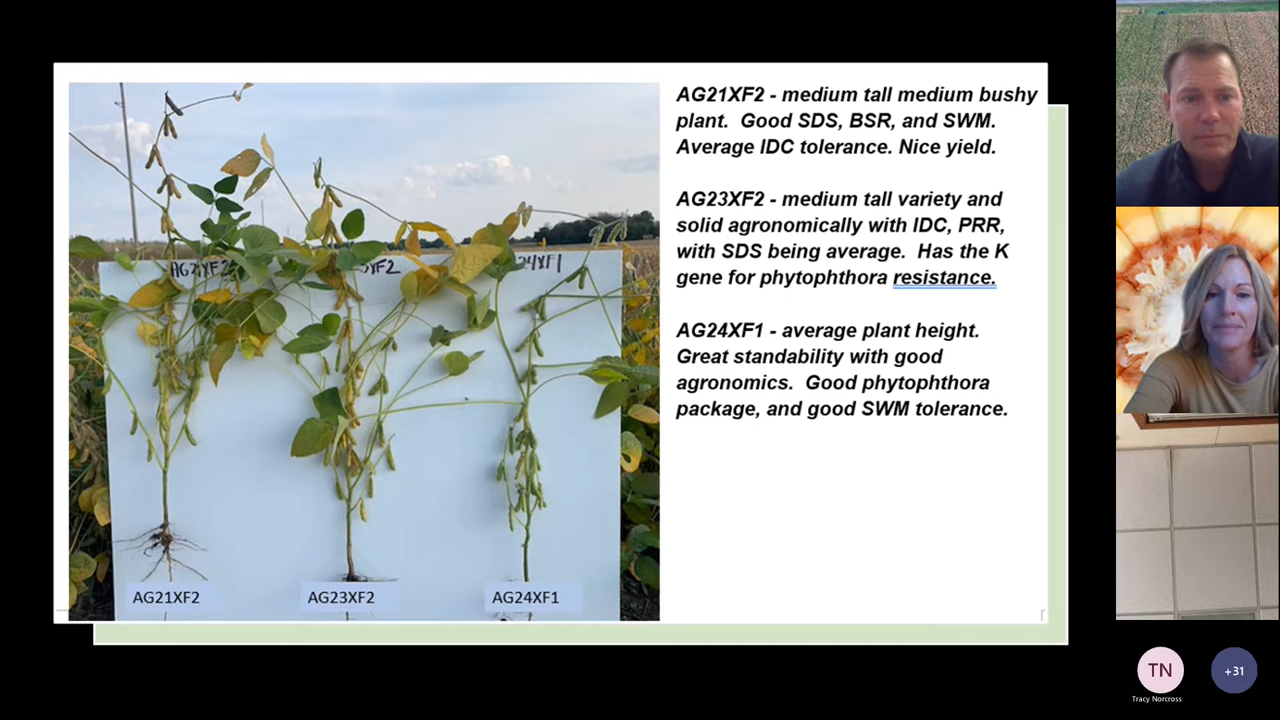 AG21XF2 - medium tall medium bushy
plant. Good SDS, BSR, and SWM.
Average IDC tolerance. Nice yield.
AG23XF2 - medium tall variety and
solid agronomically with IDC, PRR,
with SDS being average. Has the K
gene for phytophthora resistance.
AG24XF1 - average plant height.
Great standability with good
agronomics. Good phytophthora
package, and good SWM tolerance.
AG21XF2
AG23XF2
AG24XF1
TN
+31
Tracy Norcross